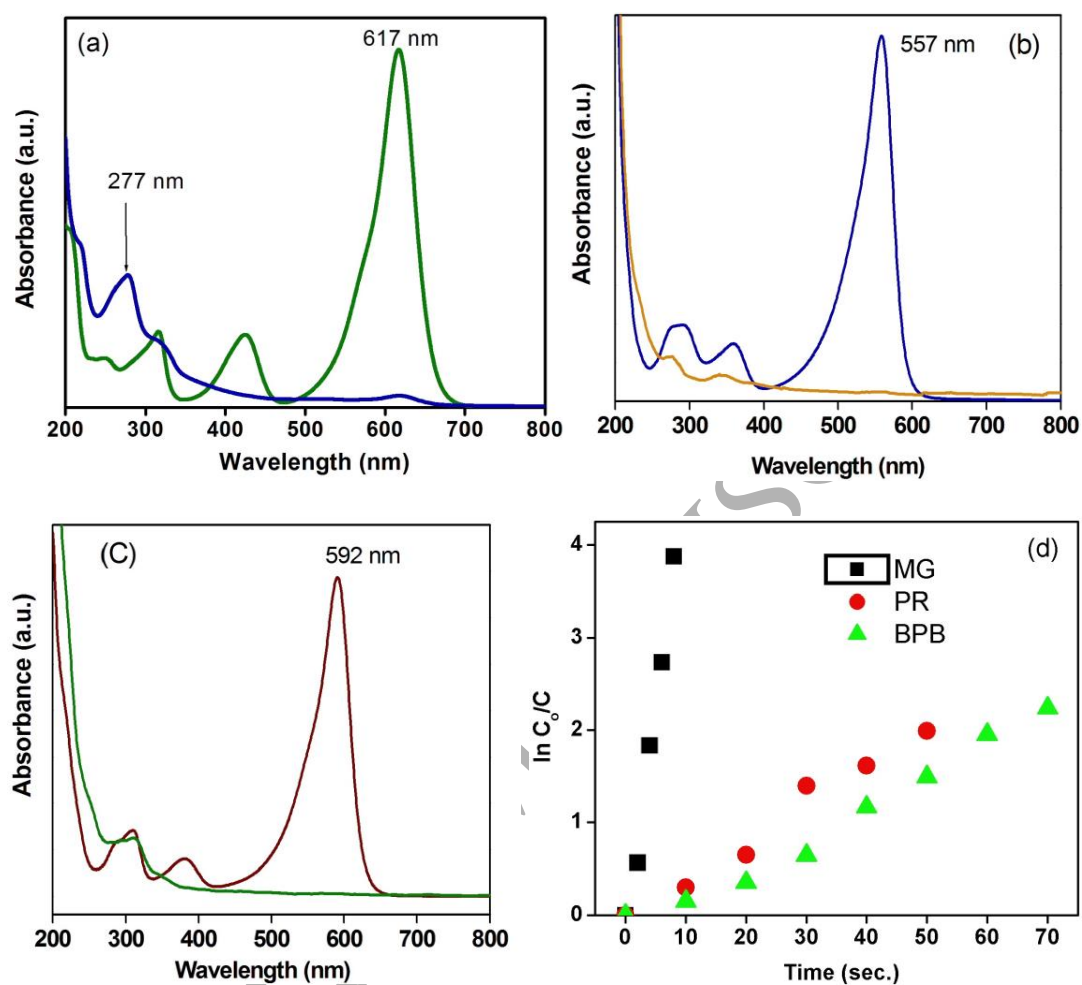 (a)
617 nm
277 nm
Absorbance (a.u.)
200 300 400 500 600 700 800
Wavelength (nm)
(b)
557 nm
Absorbance (a.u.)
200 300 400 500 600 700 800
Wavelength (nm)
(C)
592 nm
Absorbance (a.u.)
200 300 400 500 600 700 800
Wavelength (nm)
(d)
MG
PR
BPB
ln C₀/C
4
3
2
1
0
0 10 20 30 40 50 60 70
Time (sec.)